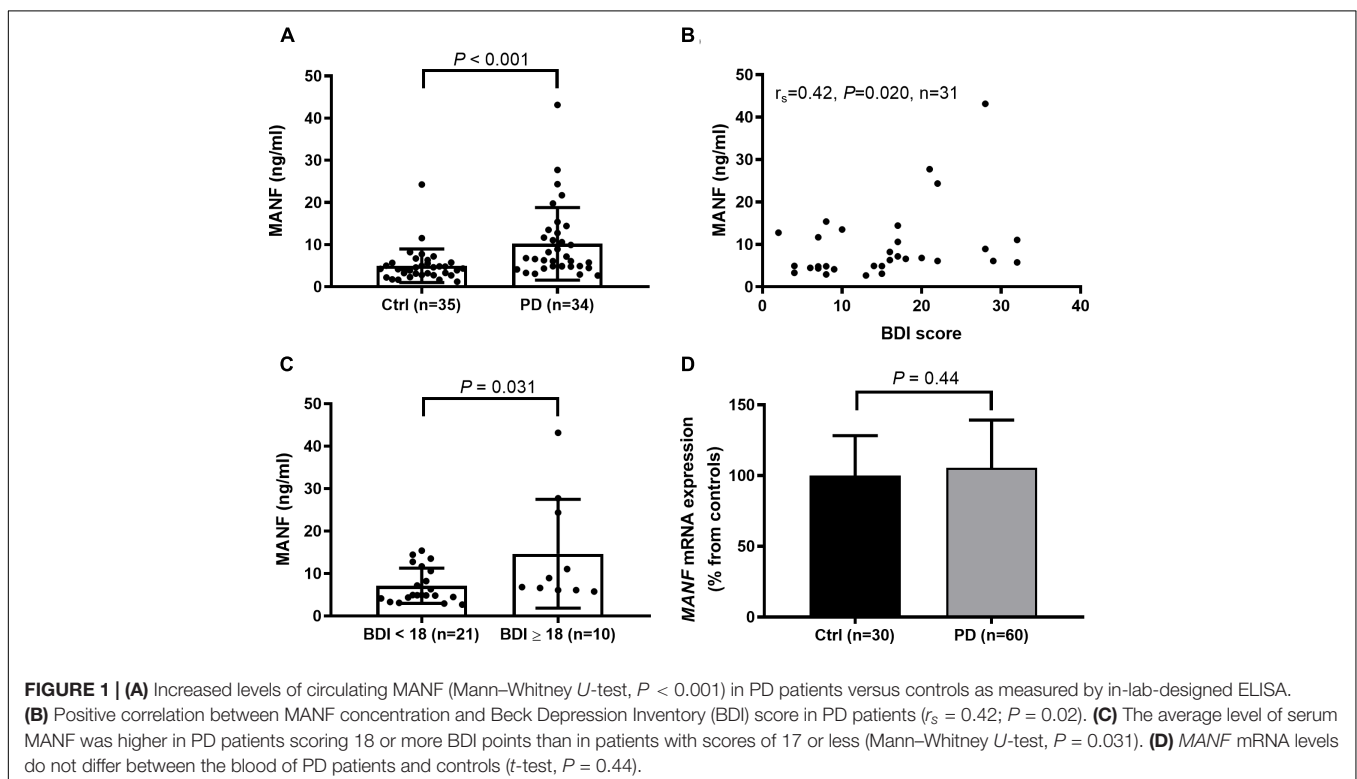 A
P < 0.001
50
40
30
20
10
0
MANF (ng/ml)
Ctrl (n=35) PD (n=34)
B
rs=0.42, P=0.020, n=31
50
40
30
20
10
0
MANF (ng/ml)
0 10 20 30 40
BDI score
C
P = 0.031
50
40
30
20
10
0
MANF (ng/ml)
BDI < 18 (n=21) BDI ≥ 18 (n=10)
D
P = 0.44
150
100
50
0
MANF mRNA expression
(% from controls)
Ctrl (n=30) PD (n=60)
FIGURE 1 | (A) Increased levels of circulating MANF (Mann–Whitney U-test, P < 0.001) in PD patients versus controls as measured by in-lab-designed ELISA.
(B) Positive correlation between MANF concentration and Beck Depression Inventory (BDI) score in PD patients (rs = 0.42; P = 0.02). (C) The average level of serum
MANF was higher in PD patients scoring 18 or more BDI points than in patients with scores of 17 or less (Mann–Whitney U-test, P = 0.031). (D) MANF mRNA levels
do not differ between the blood of PD patients and controls (t-test, P = 0.44).